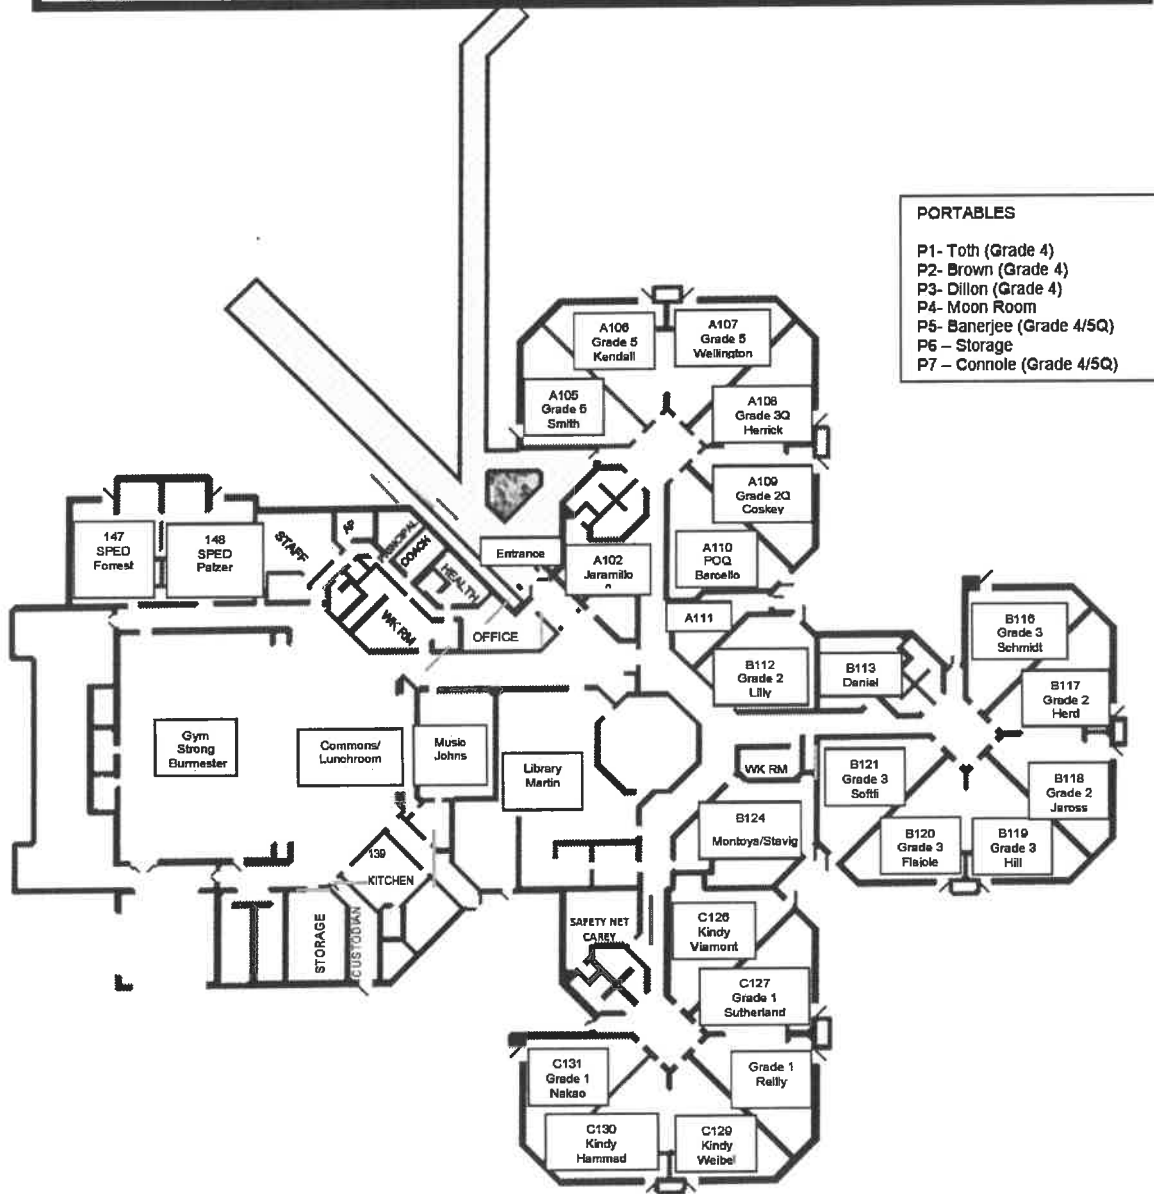 PORTABLES
P1- Toth (Grade 4)
P2- Brown (Grade 4)
P3- Dillon (Grade 4)
P4- Moon Room
P5- Banerjee (Grade 4/5Q)
P6 – Storage
P7 – Connole (Grade 4/5Q)
A106
Grade 5
Kendall
A107
Grade 5
Wellington
A105
Grade 5
Smith
A108
Grade 3Q
Herrick
A109
Grade 2Q
Coskey
A110
POQ
Barcello
A102
Jaramillo
Entrance
A111
147
SPED
Forrest
148
SPED
Patzer
STAFF
AP
PRINCIPAL
COACH
HEALTH
WK RM
OFFICE
B112
Grade 2
Lilly
B113
Daniel
B116
Grade 3
Schmidt
B117
Grade 2
Herd
B118
Grade 2
Jaross
B119
Grade 3
Hill
B120
Grade 3
B121
Grade 3
WK RM
B124
Montoya/Stavig
Gym
Strong
Burmester
Commons/
Lunchroom
Music
Johns
Library
Martin
139
KITCHEN
STORAGE
CUSTODIAN
SAFETY NET
CAREY
C126
Kindy
Viamont
C127
Grade 1
Sutherland
Grade 1
Reilly
C131
Grade 1
Nakao
C130
Kindy
Hammad
C129
Kindy
Weibel